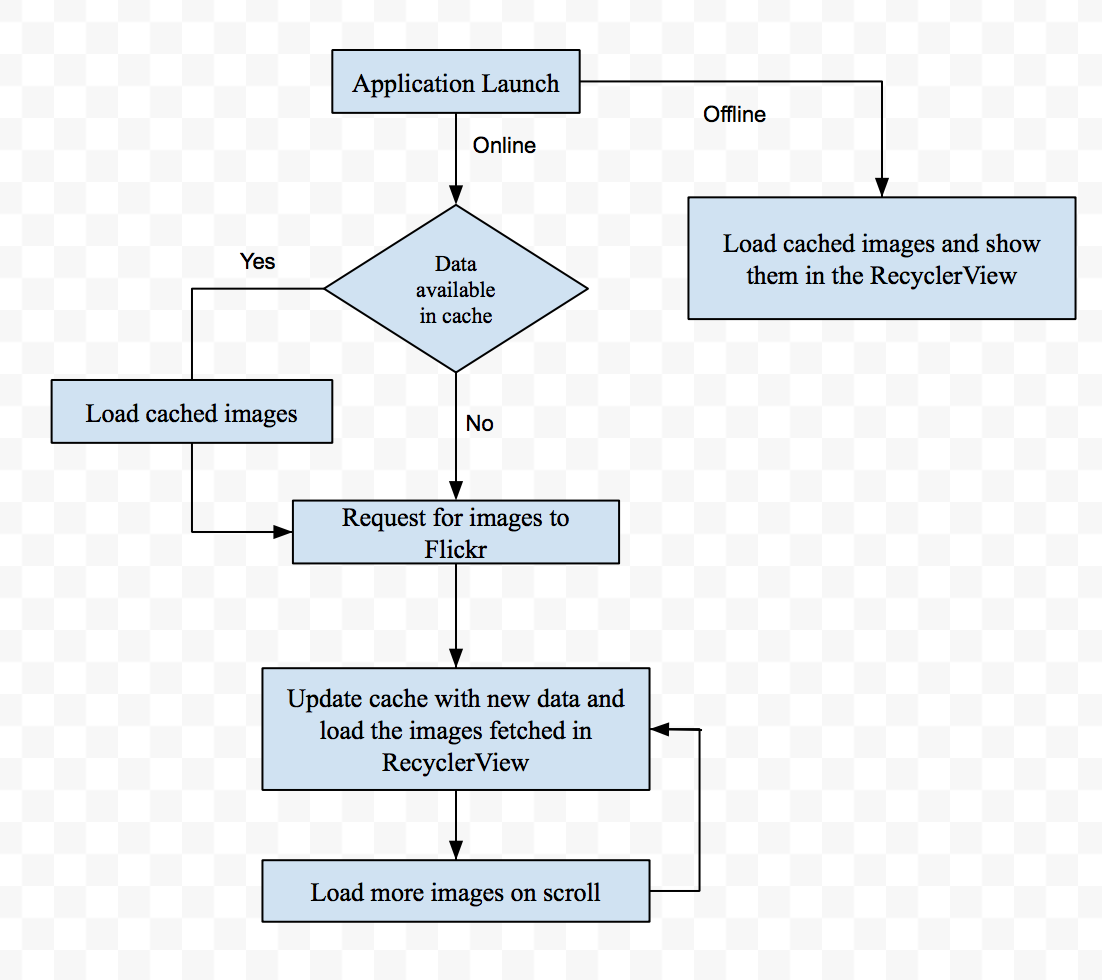 Application Launch
Offline
Online
Load cached images and show
them in the RecyclerView
Yes
Data
available
in cache
Load cached images
No
Request for images to
Flickr
Update cache with new data and
load the images fetched in
RecyclerView
Load more images on scroll